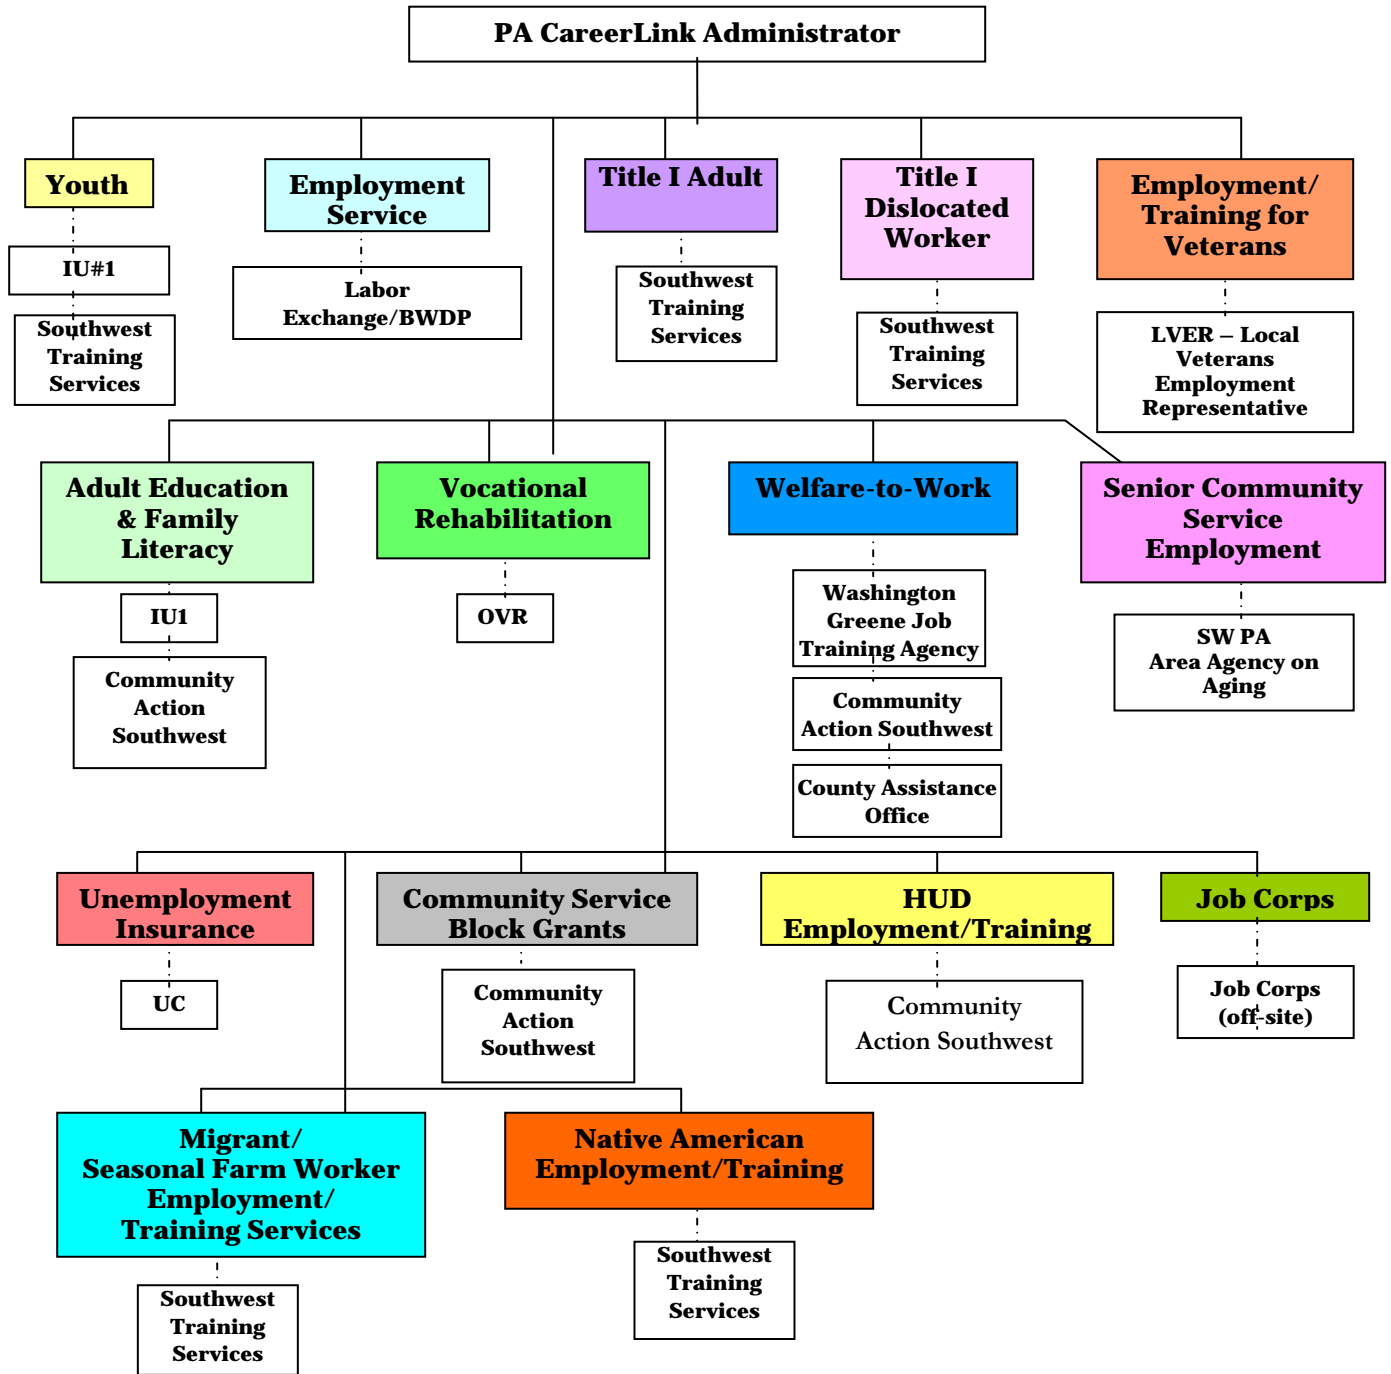 PA CareerLink Administrator
Youth
Employment
Service
Title I Adult
Title I
Dislocated
Worker
Employment/
Training for
Veterans
IU#1
Southwest
Training
Services
Labor
Exchange/BWDP
Southwest
Training
Services
Southwest
Training
Services
LVER – Local
Veterans
Employment
Representative
Adult Education
& Family
Literacy
Vocational
Rehabilitation
Welfare-to-Work
Senior Community
Service
Employment
IU1
Community
Action
Southwest
OVR
Washington
Greene Job
Training Agency
Community
Action Southwest
County Assistance
Office
SW PA
Area Agency on
Aging
Unemployment
Insurance
Community Service
Block Grants
HUD
Employment/Training
Job Corps
UC
Community
Action
Southwest
Community
Action Southwest
Job Corps
(off-site)
Migrant/
Seasonal Farm Worker
Employment/
Training Services
Native American
Employment/Training
Southwest
Training
Services
Southwest
Training
Services